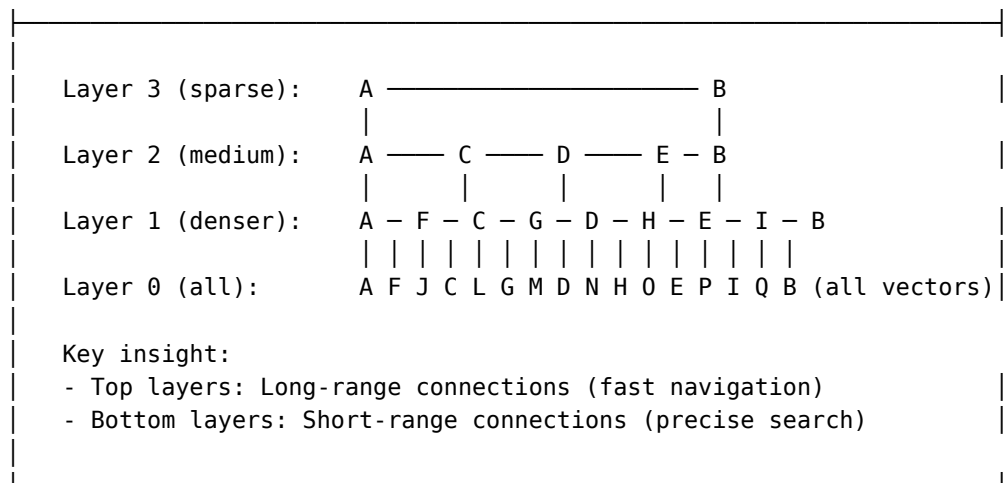 Layer 3 (sparse): A ────────────────────── B
Layer 2 (medium): A ──── C ──── D ──── E ─ B
Layer 1 (denser): A ─ F ─ C ─ G ─ D ─ H ─ E ─ I ─ B
Layer 0 (all): A F J C L G M D N H O E P I Q B (all vectors)
Key insight:
- Top layers: Long-range connections (fast navigation)
- Bottom layers: Short-range connections (precise search)